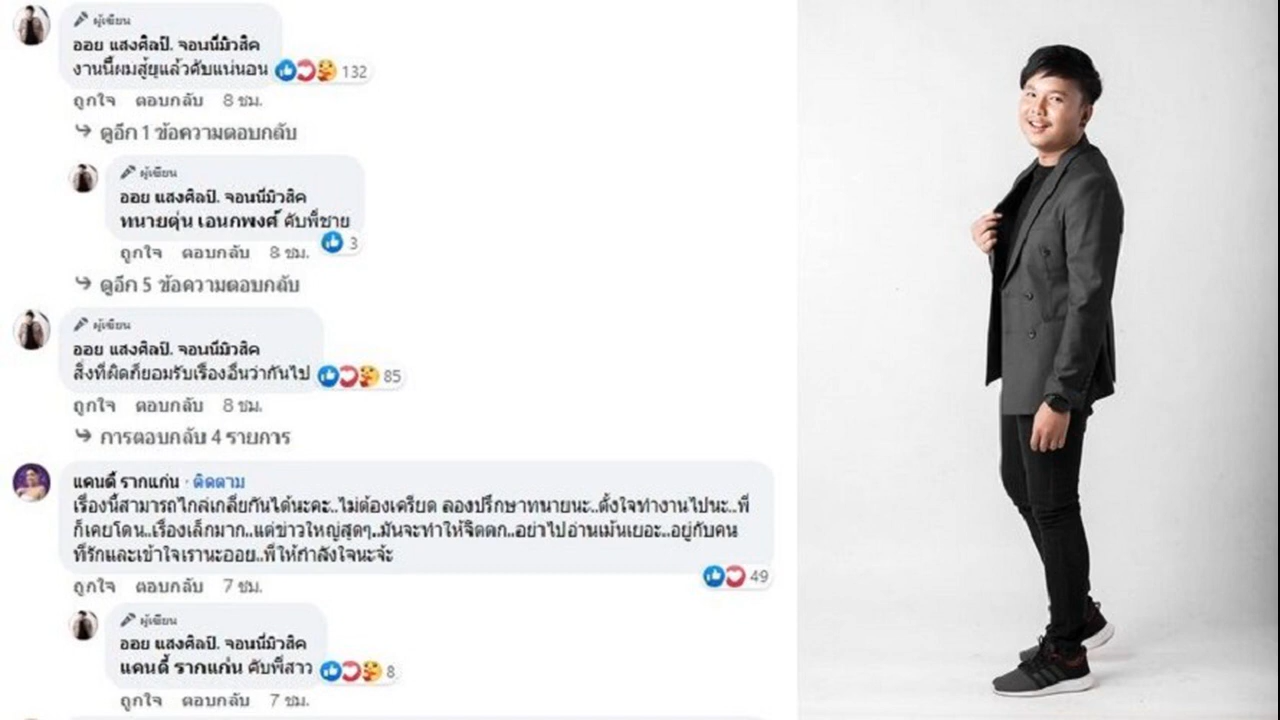 ผู้เขียน
ออย แสงศิลป์. จอนนี่มิวสิค
งานนี้ผมสู้ยูแล้วคับแน่นอน 132
ถูกใจ ตอบกลับ 8 ชม.
ดูอีก 1 ข้อความตอบกลับ
ผู้เขียน
ออย แสงศิลป์. จอนนี่มิวสิค
ทนายตุ่น เอนกพงศ์ คับพี่ชาย
3
ถูกใจ ตอบกลับ 8 ชม.
ดูอีก 5 ข้อความตอบกลับ
ผู้เขียน
ออย แสงศิลป์. จอนนี่มิวสิค
สิ่งที่ผิดก็ยอมรับเรื่องอื่นว่ากันไป 85
ถูกใจ ตอบกลับ 8 ชม.
การตอบกลับ 4 รายการ
แคนดี้ รากแก่น · ติดตาม
เรื่องนี้สามารถไกล่เกลี่ยกันได้นะคะ..ไม่ต้องเครียด ลองปรึกษาทนายนะ..ตั้งใจทำงานไปนะ..พี่
ก็เคยโดน..เรื่องเล็กมาก..แต่ข่าวใหญ่สุดๆ..มันจะทำให้จิตตก..อย่าไปอ่านเม้นเยอะ..อยู่กับคน
ที่รักและเข้าใจเรานะออย..พี่ให้กำลังใจนะจ้ะ
49
ถูกใจ ตอบกลับ 7 ชม.
ผู้เขียน
ออย แสงศิลป์. จอนนี่มิวสิค
แคนดี้ รากแก่น คับพี่สาว 8
ถูกใจ ตอบกลับ 7 ชม.